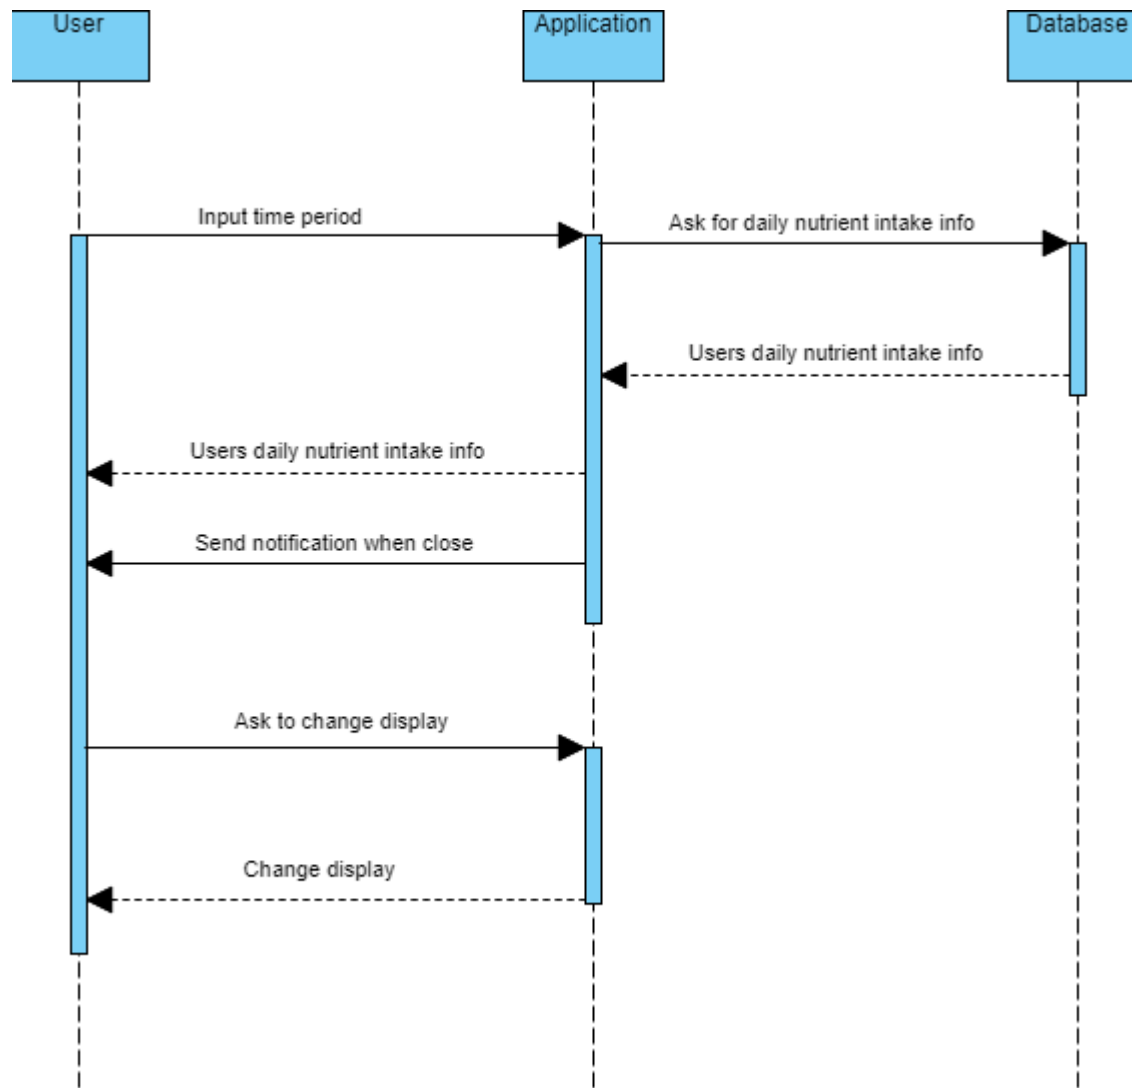 User
Application
Database
Input time period
Ask for daily nutrient intake info
Users daily nutrient intake info
Users daily nutrient intake info
Send notification when close
Ask to change display
Change display